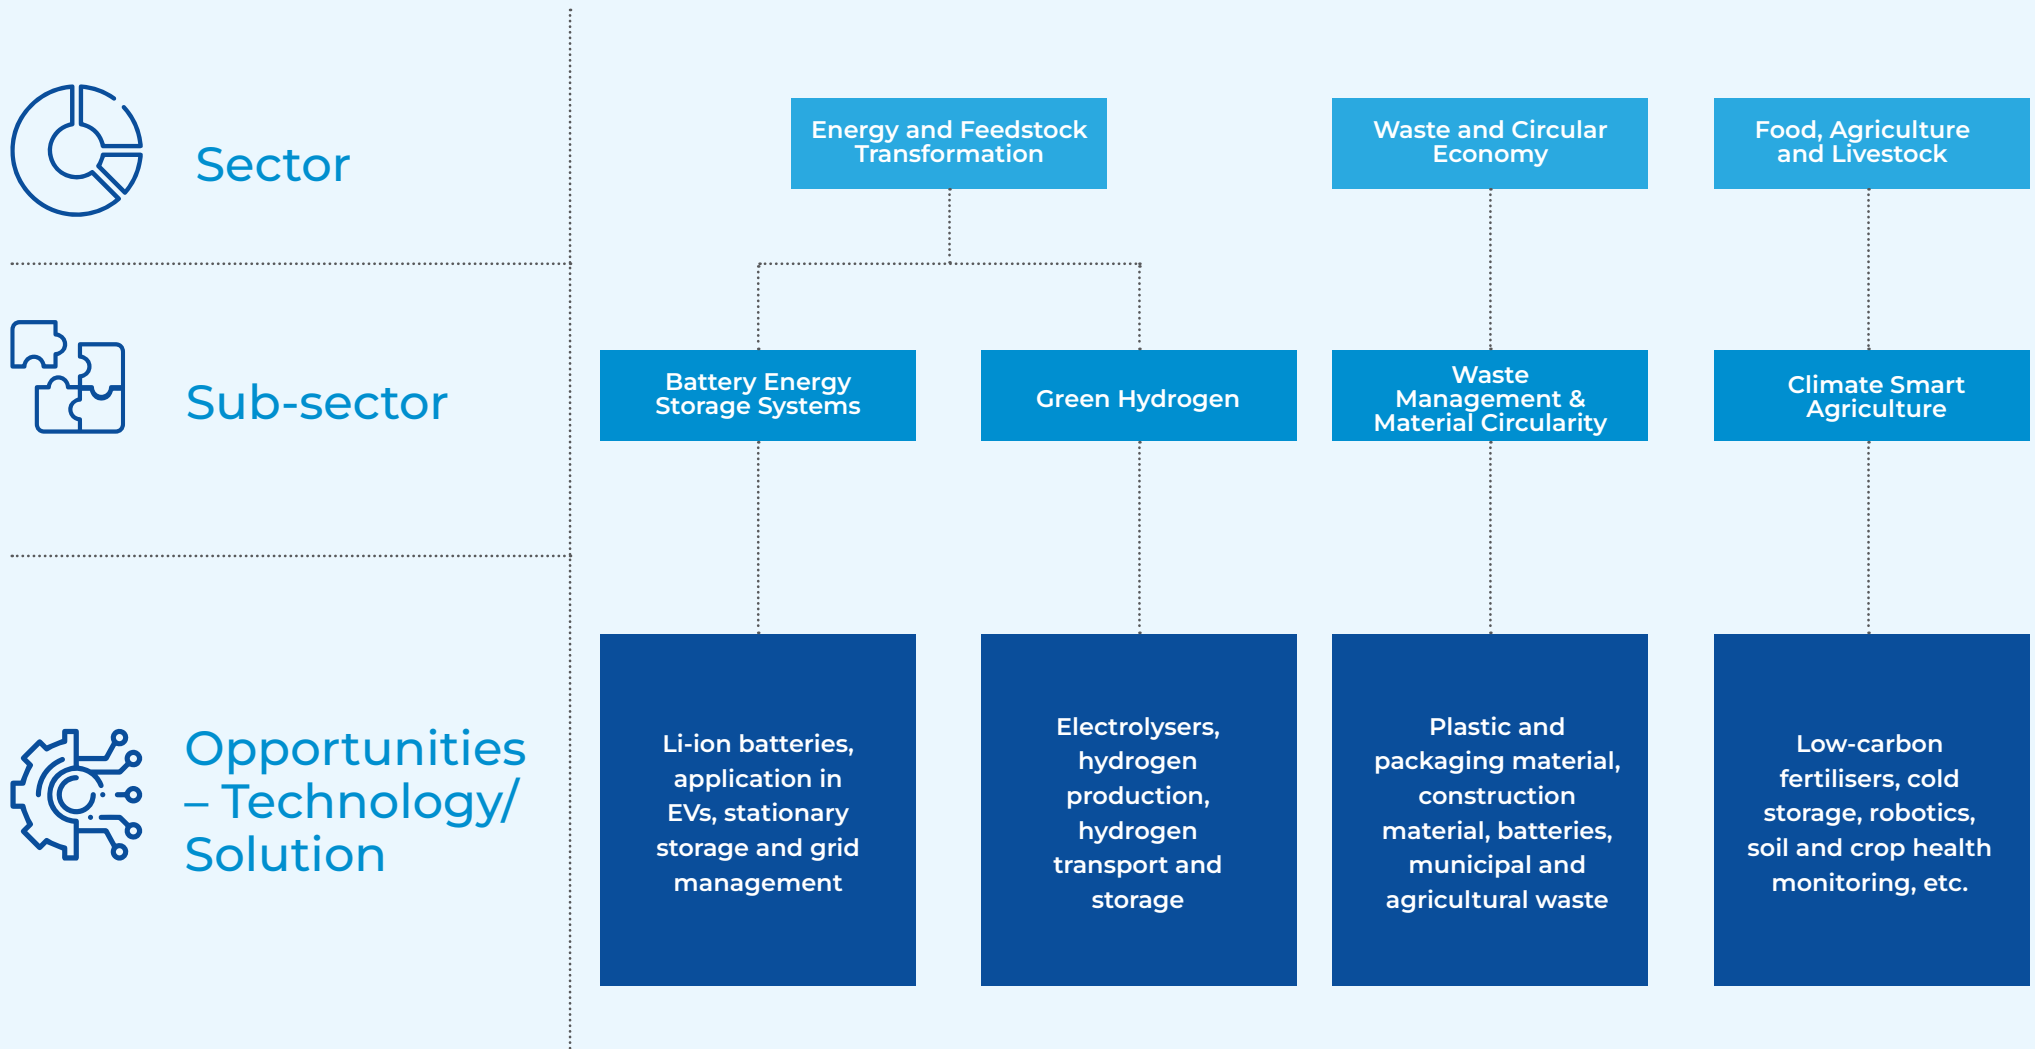 Sector
Energy and Feedstock
Transformation
Waste and Circular
Economy
Food, Agriculture
and Livestock
Sub-sector
Battery Energy
Storage Systems
Green Hydrogen
Waste
Management &
Material Circularity
Climate Smart
Agriculture
Opportunities
– Technology/
Solution
Li-ion batteries,
application in
EVs, stationary
storage and grid
management
Electrolysers,
hydrogen
production,
hydrogen
transport and
storage
Plastic and
packaging material,
construction
material, batteries,
municipal and
agricultural waste
Low-carbon
fertilisers, cold
storage, robotics,
soil and crop health
monitoring, etc.